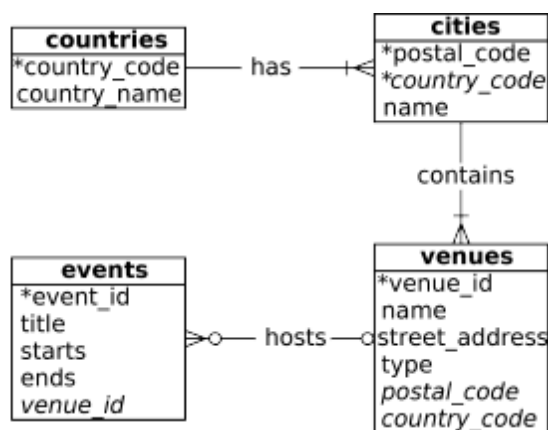 countries
*country_code
country_name
has
cities
*postal_code
*country_code
name
contains
events
*event_id
title
starts
ends
venue_id
hosts
venues
*venue_id
name
street_address
type
postal_code
country_code